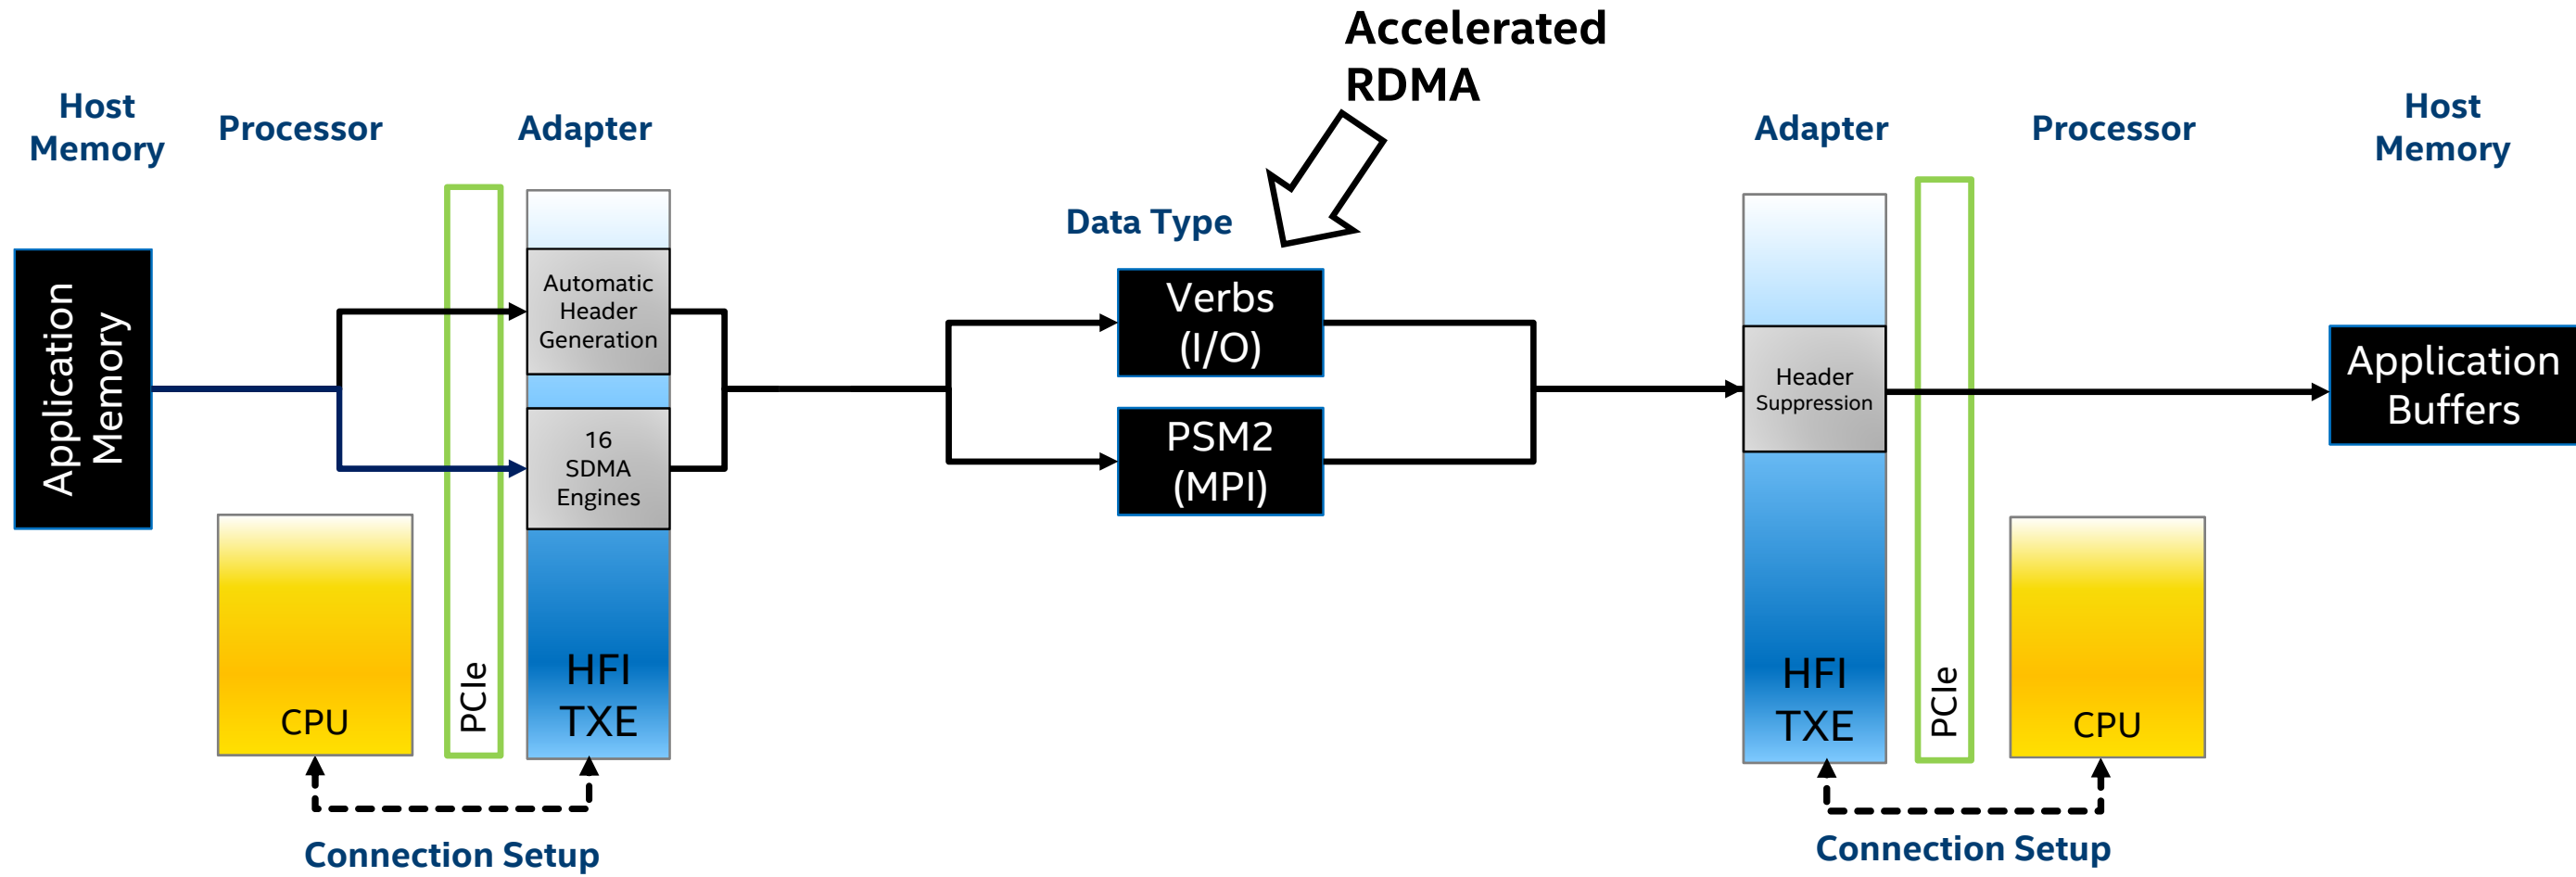 Accelerated
RDMA
Host
Memory
Processor
Adapter
Data Type
Adapter
Processor
Host
Memory
Application
Memory
Automatic
Header
Generation
16
SDMA
Engines
HFI
TXE
PCIe
CPU
Connection Setup
Verbs
(I/O)
PSM2
(MPI)
Header
Suppression
HFI
TXE
PCIe
CPU
Connection Setup
Application
Buffers